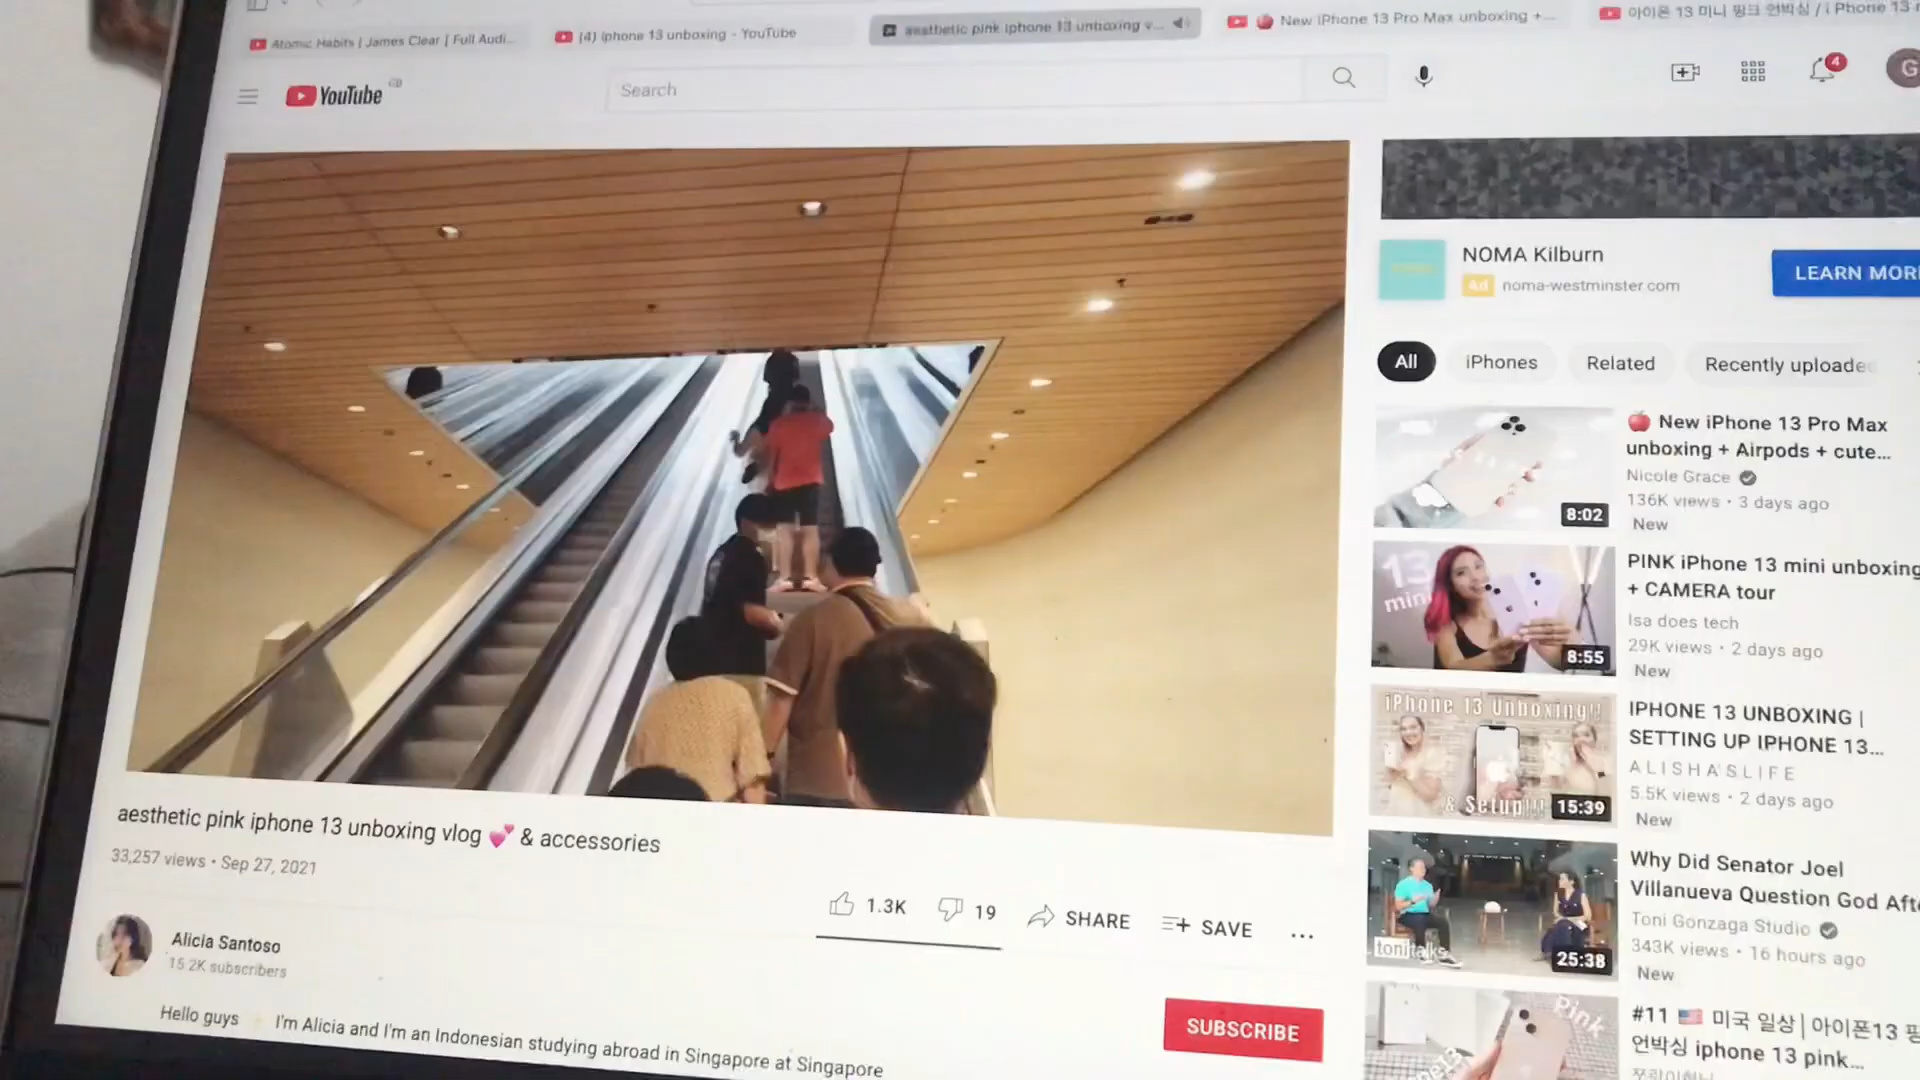 Atomic Habits | James Clear [ Full Audi...
(4) iphone 13 unboxing - YouTube
aesthetic pink iphone 13 unboxing v...
New iPhone 13 Pro Max unboxing +...
아이폰 13 미니 핑크 언박싱 / i Phone 13
YouTube GB
Search
4
G
NOMA Kilburn
Ad noma-westminster.com
LEARN MORE
All
iPhones
Related
Recently uploaded
🍎 New iPhone 13 Pro Max
unboxing + Airpods + cute...
Nicole Grace
136K views • 3 days ago
New
8:02
PINK iPhone 13 mini unboxing
+ CAMERA tour
Isa does tech
29K views • 2 days ago
New
13
mini
8:55
IPHONE 13 UNBOXING |
SETTING UP IPHONE 13...
A L I S H A'S L I F E
5.5K views • 2 days ago
New
iPhone 13 Unboxing!!
& Setup!!!
15:39
Why Did Senator Joel
Villanueva Question God Afte
Toni Gonzaga Studio
343K views • 16 hours ago
New
toni talks
25:38
#11 🇺🇸 미국 일상 | 아이폰13 핑
언박싱 iphone 13 pink...
Pink
aesthetic pink iphone 13 unboxing vlog 💕 & accessories
33,257 views • Sep 27, 2021
1.3K
19
SHARE
SAVE
Alicia Santoso
15.2K subscribers
SUBSCRIBE
Hello guys ✨ I'm Alicia and I'm an Indonesian studying abroad in Singapore at Singapore